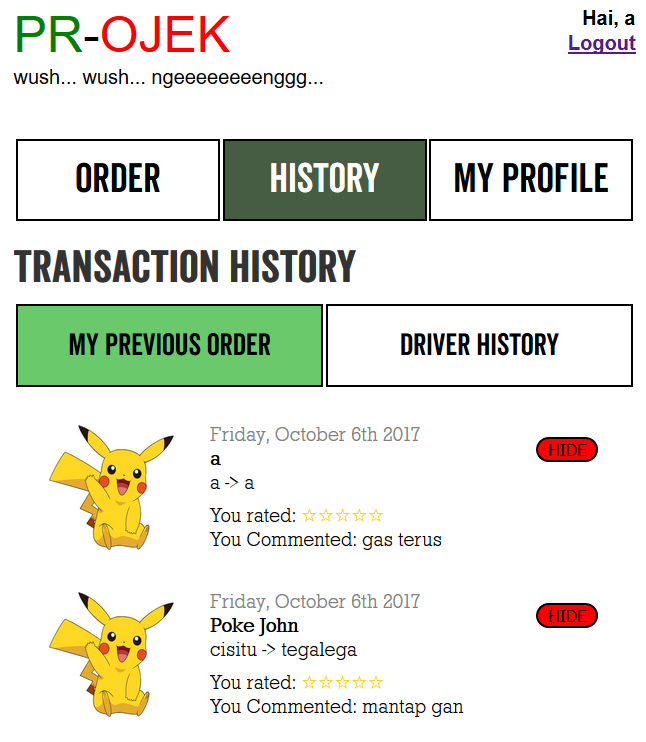 PR-OJEK
Hai, a
Logout
wush... wush... ngeeeeeeeenggg...
ORDER
HISTORY
MY PROFILE
TRANSACTION HISTORY
MY PREVIOUS ORDER
DRIVER HISTORY
Friday, October 6th 2017
HIDE
a
a -> a
You rated: ☆☆☆☆☆
You Commented: gas terus
Friday, October 6th 2017
HIDE
Poke John
cisitu -> tegalega
You rated: ☆☆☆☆☆
You Commented: mantap gan